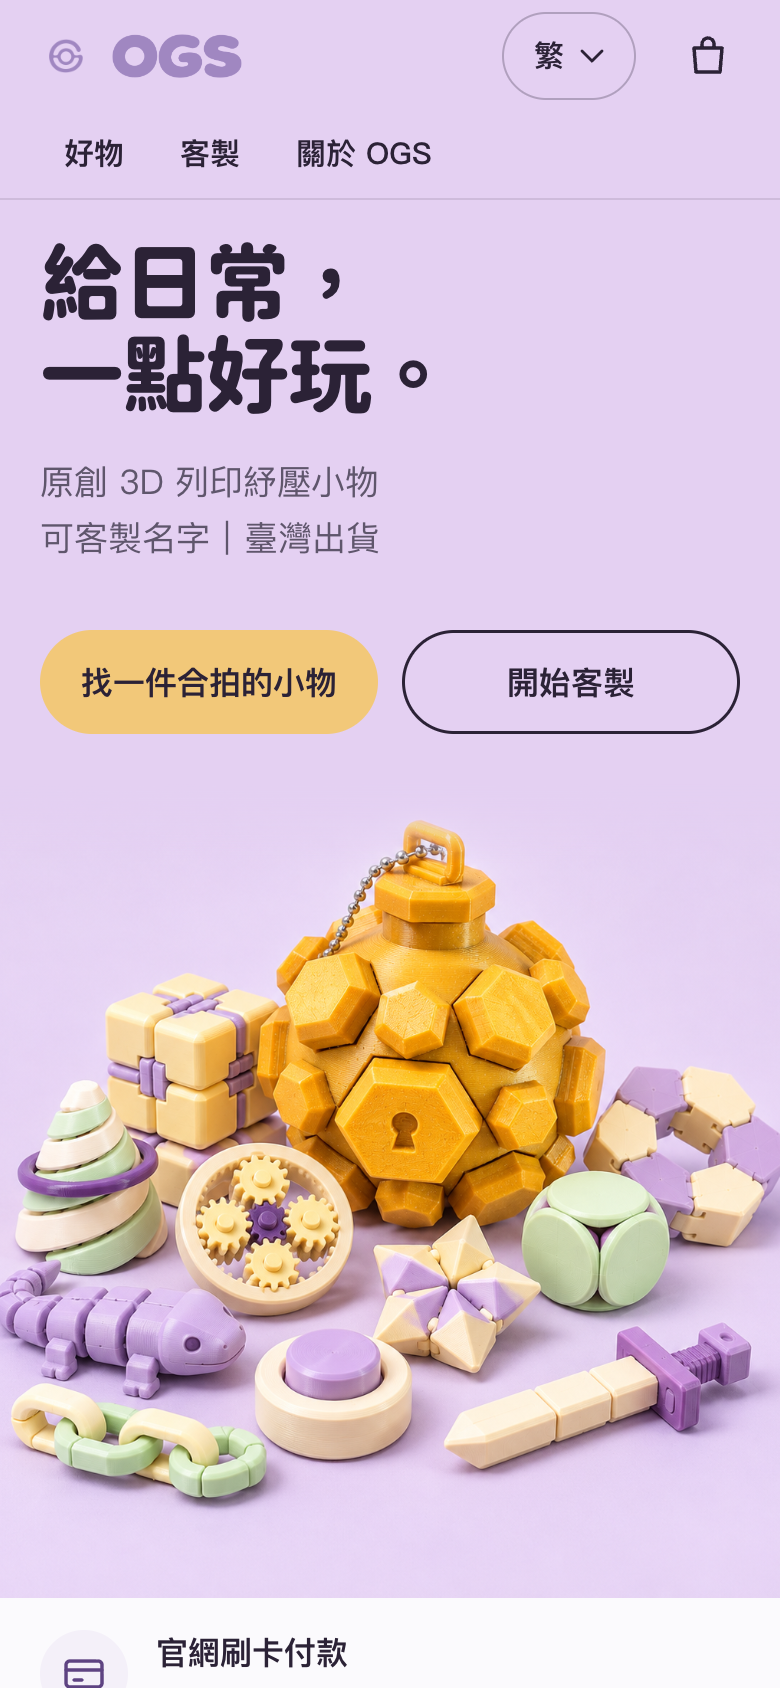 OGS
繁
好物
客製
關於 OGS
給日常，
一點好玩。
原創 3D 列印紓壓小物
可客製名字｜臺灣出貨
找一件合拍的小物
開始客製
官網刷卡付款